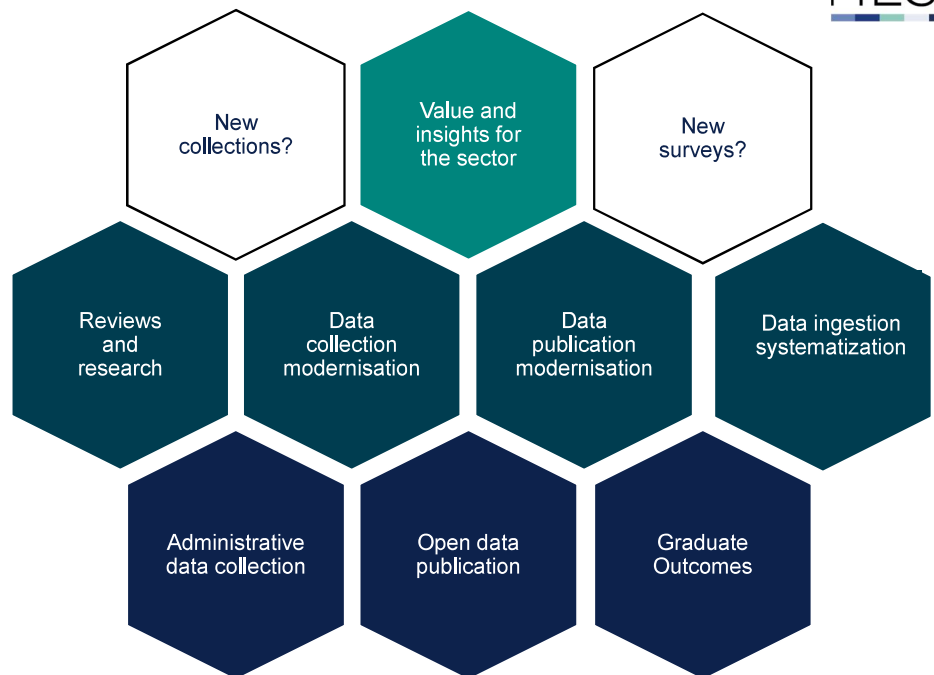 New
collections?
Value and
insights for
the sector
New
surveys?
Reviews
and
research
Data
collection
modernisation
Data
publication
modernisation
Data ingestion
systematization
Administrative
data collection
Open data
publication
Graduate
Outcomes